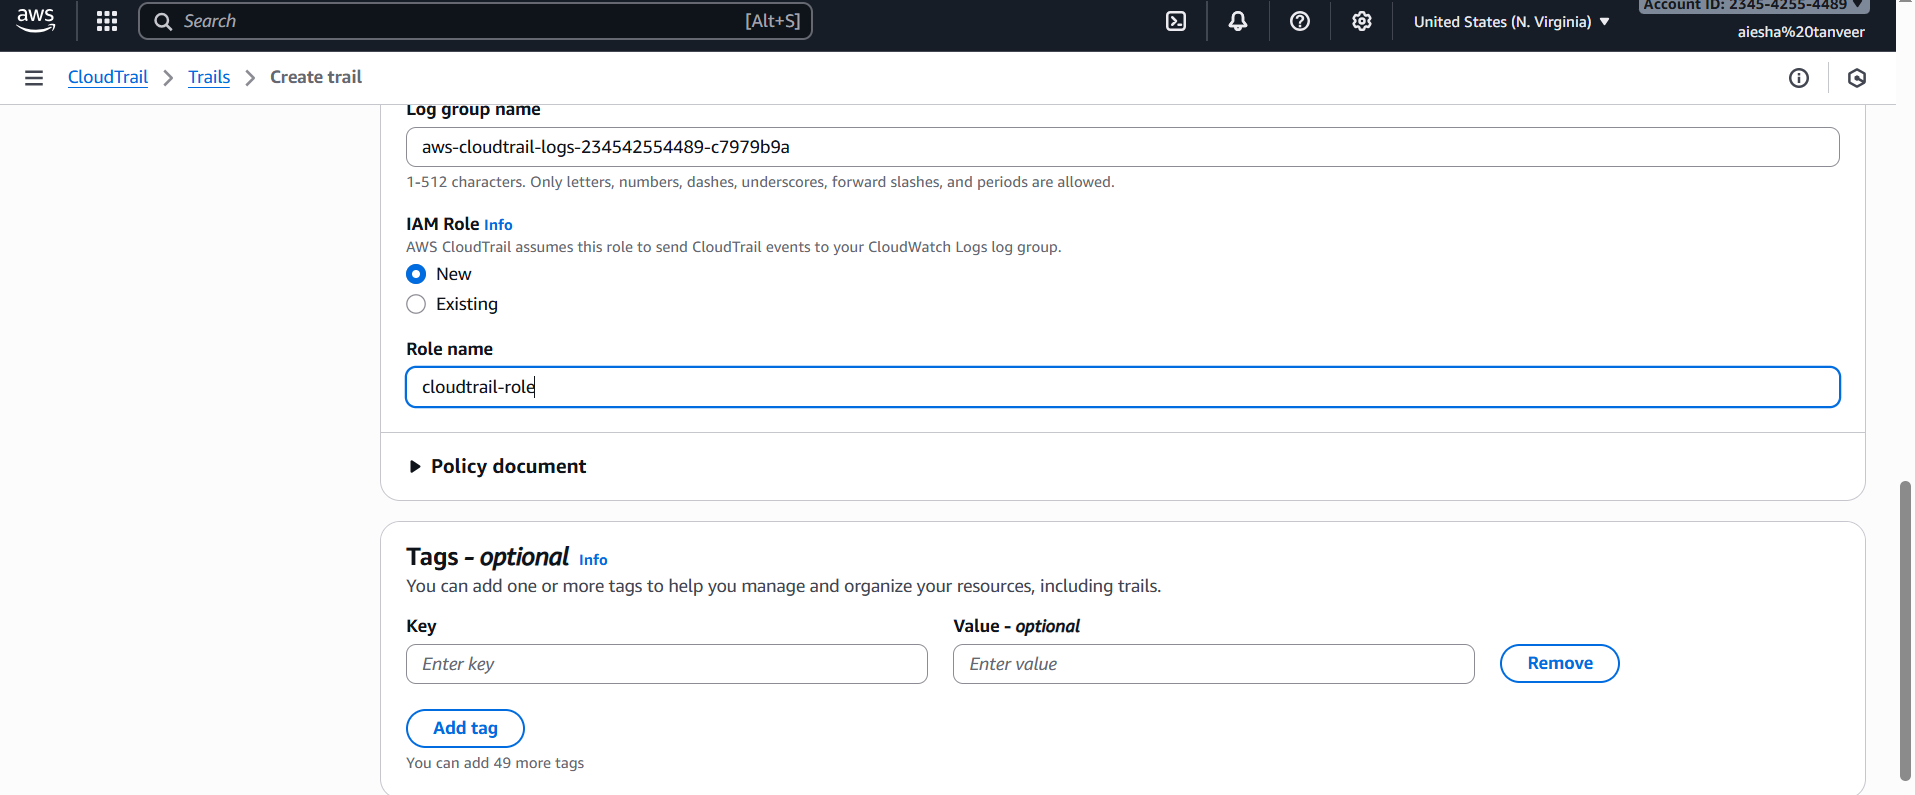 aws
Search
[Alt+S]
United States (N. Virginia)
Account ID: 2345-4255-4489
aiesha%20tanveer
CloudTrail
Trails
Create trail
Log group name
aws-cloudtrail-logs-234542554489-c7979b9a
1-512 characters. Only letters, numbers, dashes, underscores, forward slashes, and periods are allowed.
IAM Role Info
AWS CloudTrail assumes this role to send CloudTrail events to your CloudWatch Logs log group.
New
Existing
Role name
cloudtrail-role
Policy document
Tags - optional Info
You can add one or more tags to help you manage and organize your resources, including trails.
Key
Value - optional
Enter key
Enter value
Remove
Add tag
You can add 49 more tags